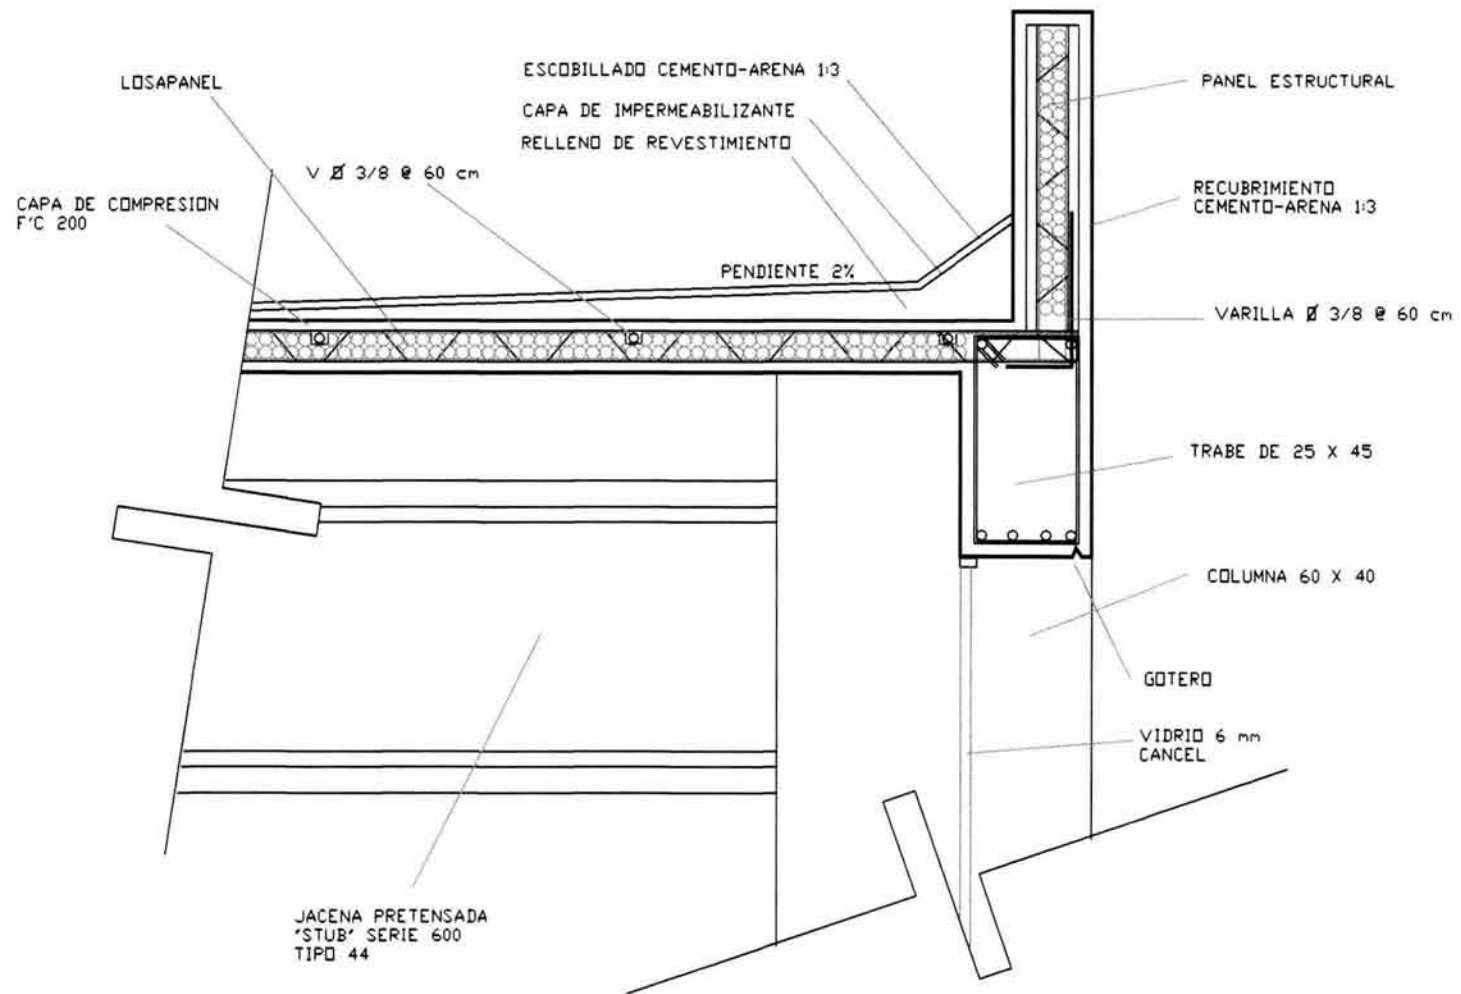 LOSAPANEL
ESCOBILLADO CEMENTO-ARENA 1:3
CAPA DE IMPERMEABILIZANTE
RELLENO DE REVESTIMIENTO
PANEL ESTRUCTURAL
V Ø 3/8 @ 60 cm
CAPA DE COMPRESION
F'C 200
RECUBRIMIENTO
CEMENTO-ARENA 1:3
PENDIENTE 2%
VARILLA Ø 3/8 @ 60 cm
TRABE DE 25 X 45
COLUMNA 60 X 40
GOTERO
VIDRIO 6 mm
CANCEL
JACENA PRETENSADA
'STUB' SERIE 600
TIPO 44